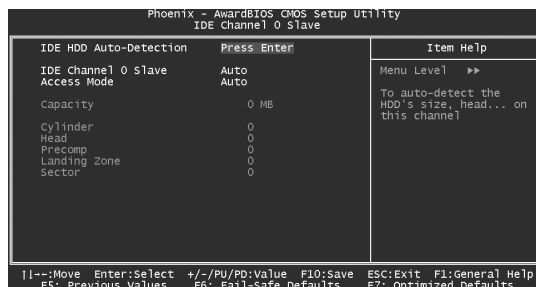 Phoenix - AwardBIOS CMOS Setup Utility
IDE Channel 0 Slave
IDE HDD Auto-Detection Press Enter
Item Help
IDE Channel 0 Slave Auto
Access Mode Auto
Capacity 0 MB
Cylinder 0
Head 0
Precomp 0
Landing Zone 0
Sector 0
Menu Level ▶▶
To auto-detect the
HDD's size, head... on
this channel
↑↓→←:Move Enter:Select +/-/PU/PD:Value F10:Save ESC:Exit F1:General Help
F5: Previous Values F6: Fail-Safe Defaults F7: Optimized Defaults